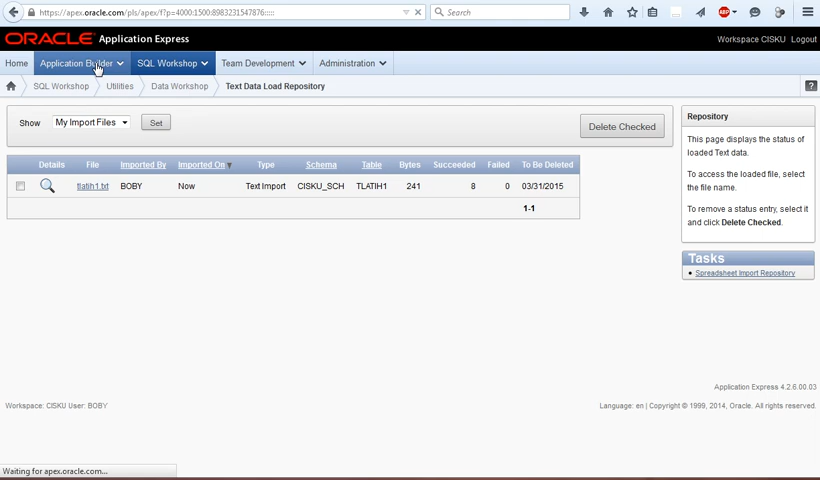 https://apex.oracle.com/pls/apex/f?p=4000:1500:8983231547876:::::
Search
ABP
ORACLE Application Express
Workspace CISKU Logout
Home Application Builder SQL Workshop Team Development Administration
SQL Workshop Utilities Data Workshop Text Data Load Repository
?
Show My Import Files Set Delete Checked
Details File Imported By Imported On Type Schema Table Bytes Succeeded Failed To Be Deleted
tlatih1.txt BOBY Now Text Import CISKU_SCH TLATIH1 241 8 0 03/31/2015
1-1
Repository
This page displays the status of
loaded Text data.
To access the loaded file, select
the file name.
To remove a status entry, select it
and click Delete Checked.
Tasks
Spreadsheet Import Repository
Application Express 4.2.6.00.03
Workspace: CISKU User: BOBY
Language: en | Copyright © 1999, 2014, Oracle. All rights reserved.
Waiting for apex.oracle.com...